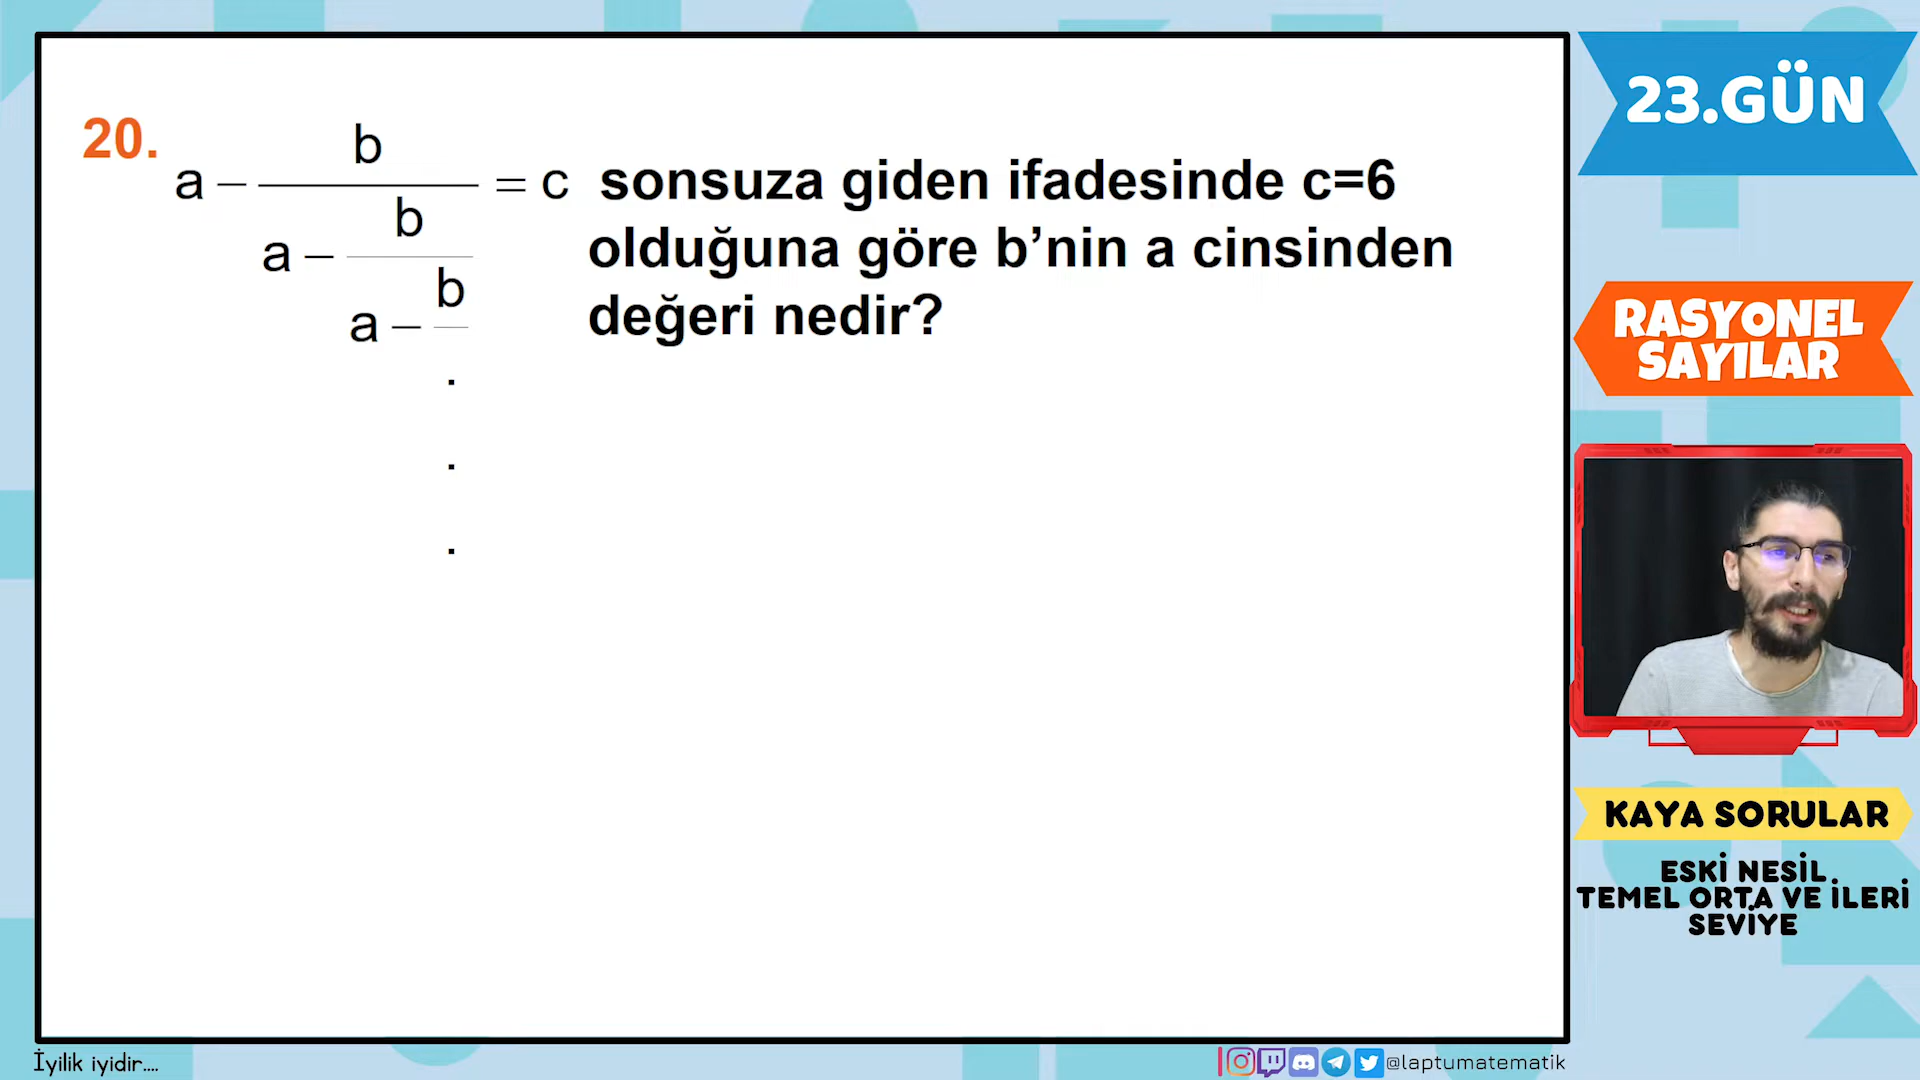 20.
a – b
a – b
a – b
.
.
.
= c sonsuza giden ifadesinde c=6
olduğuna göre b’nin a cinsinden
değeri nedir?
23.GÜN
RASYONEL
SAYILAR
KAYA SORULAR
ESKİ NESİL
TEMEL ORTA VE İLERİ
SEVİYE
İyilik iyidir....
@laptumatematik